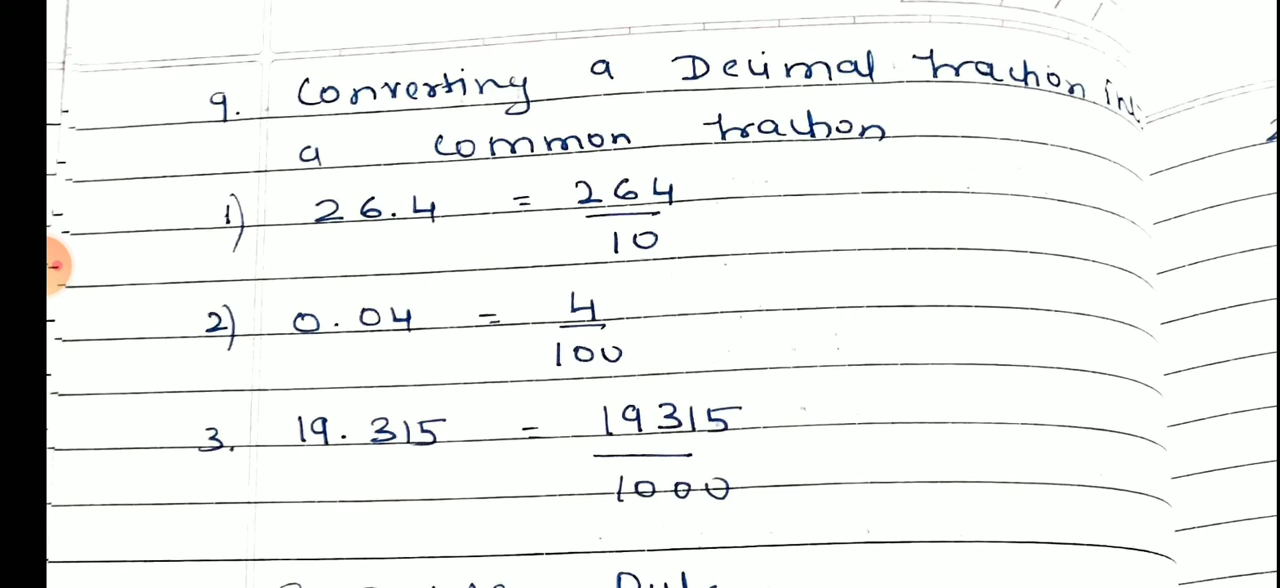 9. Converting a Decimal fraction in
a common fraction
1) 26.4 = 264
10
2) 0.04 = 4
100
3. 19.315 = 19315
1000